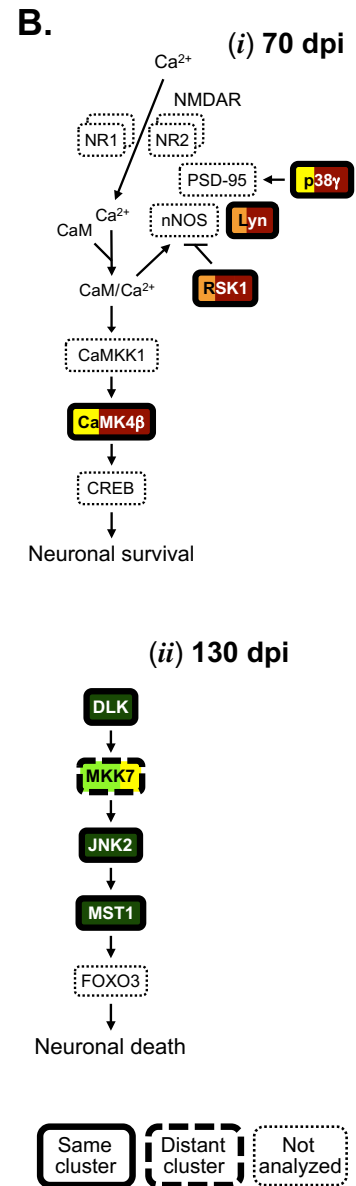 B.
(i) 70 dpi
Ca²⁺
NMDAR
NR1
NR2
PSD-95
p38γ
Ca²⁺
CaM
nNOS
Lyn
CaM/Ca²⁺
RSK1
CaMKK1
CaMK4β
CREB
Neuronal survival
(ii) 130 dpi
DLK
MKK7
JNK2
MST1
FOXO3
Neuronal death
Same
cluster
Distant
cluster
Not
analyzed